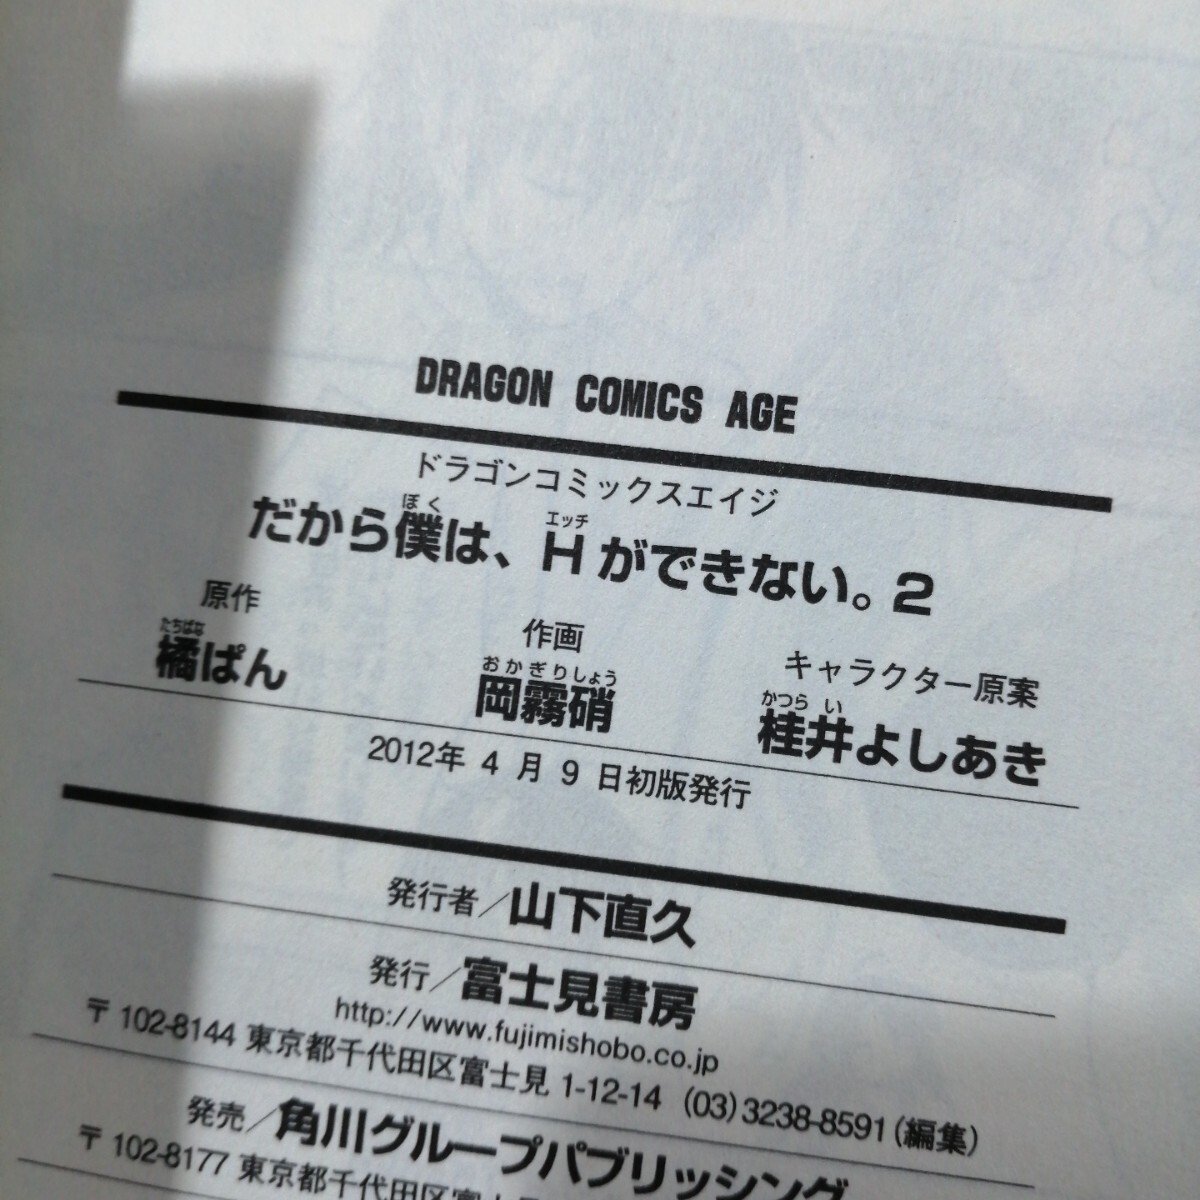 DRAGON COMICS AGE
ドラゴンコミックスエイジ
ぼく エッチ
だから僕は、Hができない。2
原作 作画 キャラクター原案
たちばな おかぎりしょう かつら い
橘ぱん 岡霧硝 桂井よしあき
2012年 4 月 9 日初版発行
発行者／山下直久
発行／富士見書房
http://www.fujimishobo.co.jp
〒102-8144 東京都千代田区富士見 1-12-14 (03)3238-8591(編集)
発売／角川グループパブリッシング
〒102-8177 東京都千代田区富士